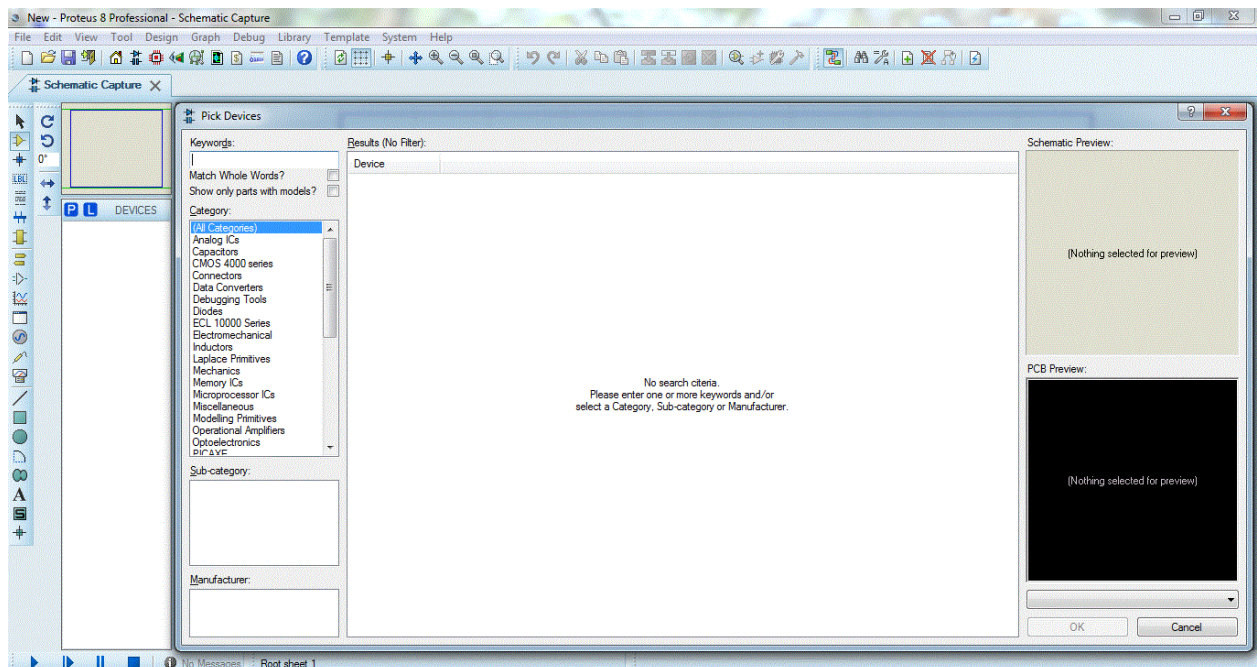 New - Proteus 8 Professional - Schematic Capture
File Edit View Tool Design Graph Debug Library Template System Help
Schematic Capture
Pick Devices
Keywords:
Results (No Filter):
Schematic Preview:
Device
Match Whole Words?
Show only parts with models?
0°
LBL
P L DEVICES
Category:
(All Categories)
Analog ICs
Capacitors
CMOS 4000 series
Connectors
Data Converters
Debugging Tools
Diodes
ECL 10000 Series
Electromechanical
Inductors
Laplace Primitives
Mechanics
Memory ICs
Microprocessor ICs
Miscellaneous
Modelling Primitives
Operational Amplifiers
Optoelectronics
PICAXE
(Nothing selected for preview)
No search citeria.
Please enter one or more keywords and/or
select a Category, Sub-category or Manufacturer.
PCB Preview:
(Nothing selected for preview)
Sub-category:
A
S
Manufacturer:
OK
Cancel
No Messages
Root sheet 1